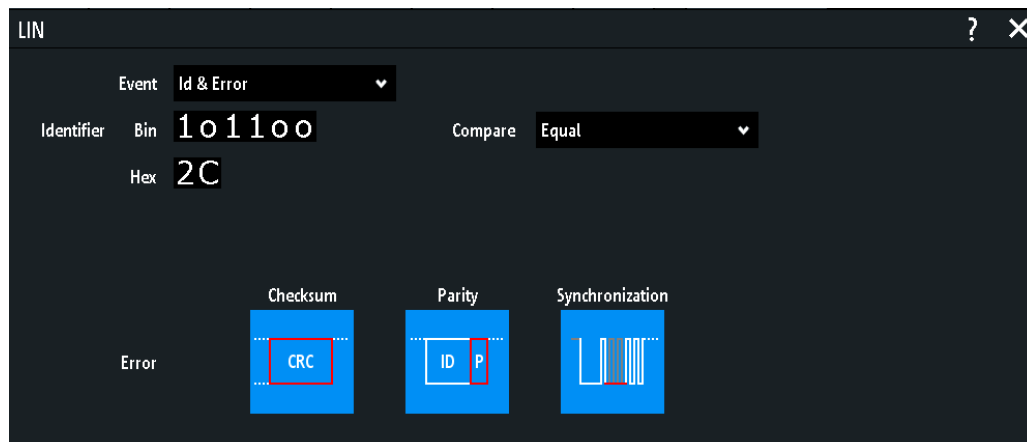 LIN ? ×
Event Id & Error
Identifier Bin 1o11oo Compare Equal
Hex 2C
Checksum Parity Synchronization
Error CRC ID P